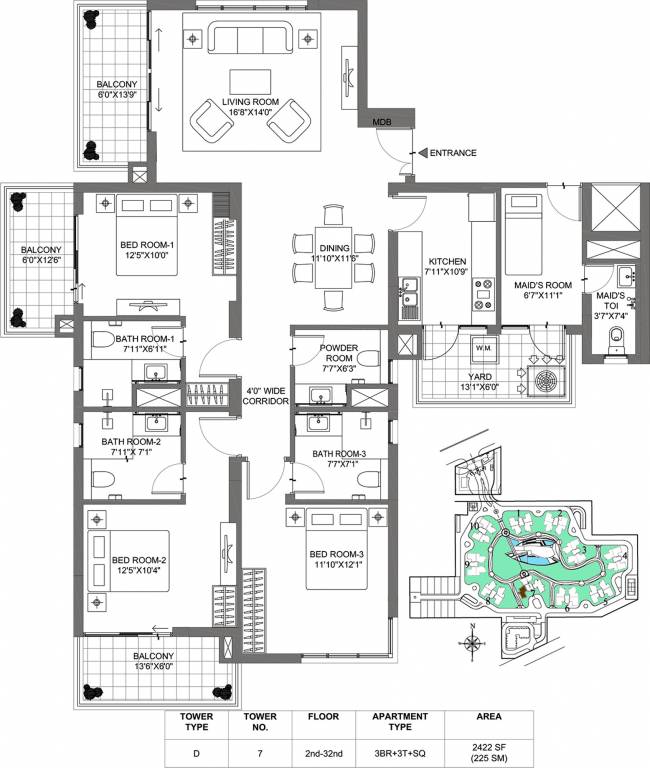 BALCONY
6'0"X13'9"
LIVING ROOM
16'8"X14'0"
MDB
ENTRANCE
BALCONY
6'0"X12'6"
BED ROOM-1
12'5"X10'0"
DINING
11'10"X11'6"
KITCHEN
7'11"X10'9"
MAID'S ROOM
6'7"X11'1"
MAID'S
TOI
3'7"X7'4"
BATH ROOM-1
7'11"X6'11"
POWDER
ROOM
7'7"X6'3"
W.M.
YARD
13'1"X6'0"
4'0" WIDE
CORRIDOR
BATH ROOM-2
7'11"X 7'1"
BATH ROOM-3
7'7"X7'1"
BED ROOM-2
12'5"X10'4"
BED ROOM-3
11'10"X12'1"
BALCONY
13'6"X6'0"
1
2
3
4
5
6
7
8
9
10
N
TOWER TYPE
TOWER NO.
FLOOR
APARTMENT TYPE
AREA
D
7
2nd-32nd
3BR+3T+SQ
2422 SF
(225 SM)